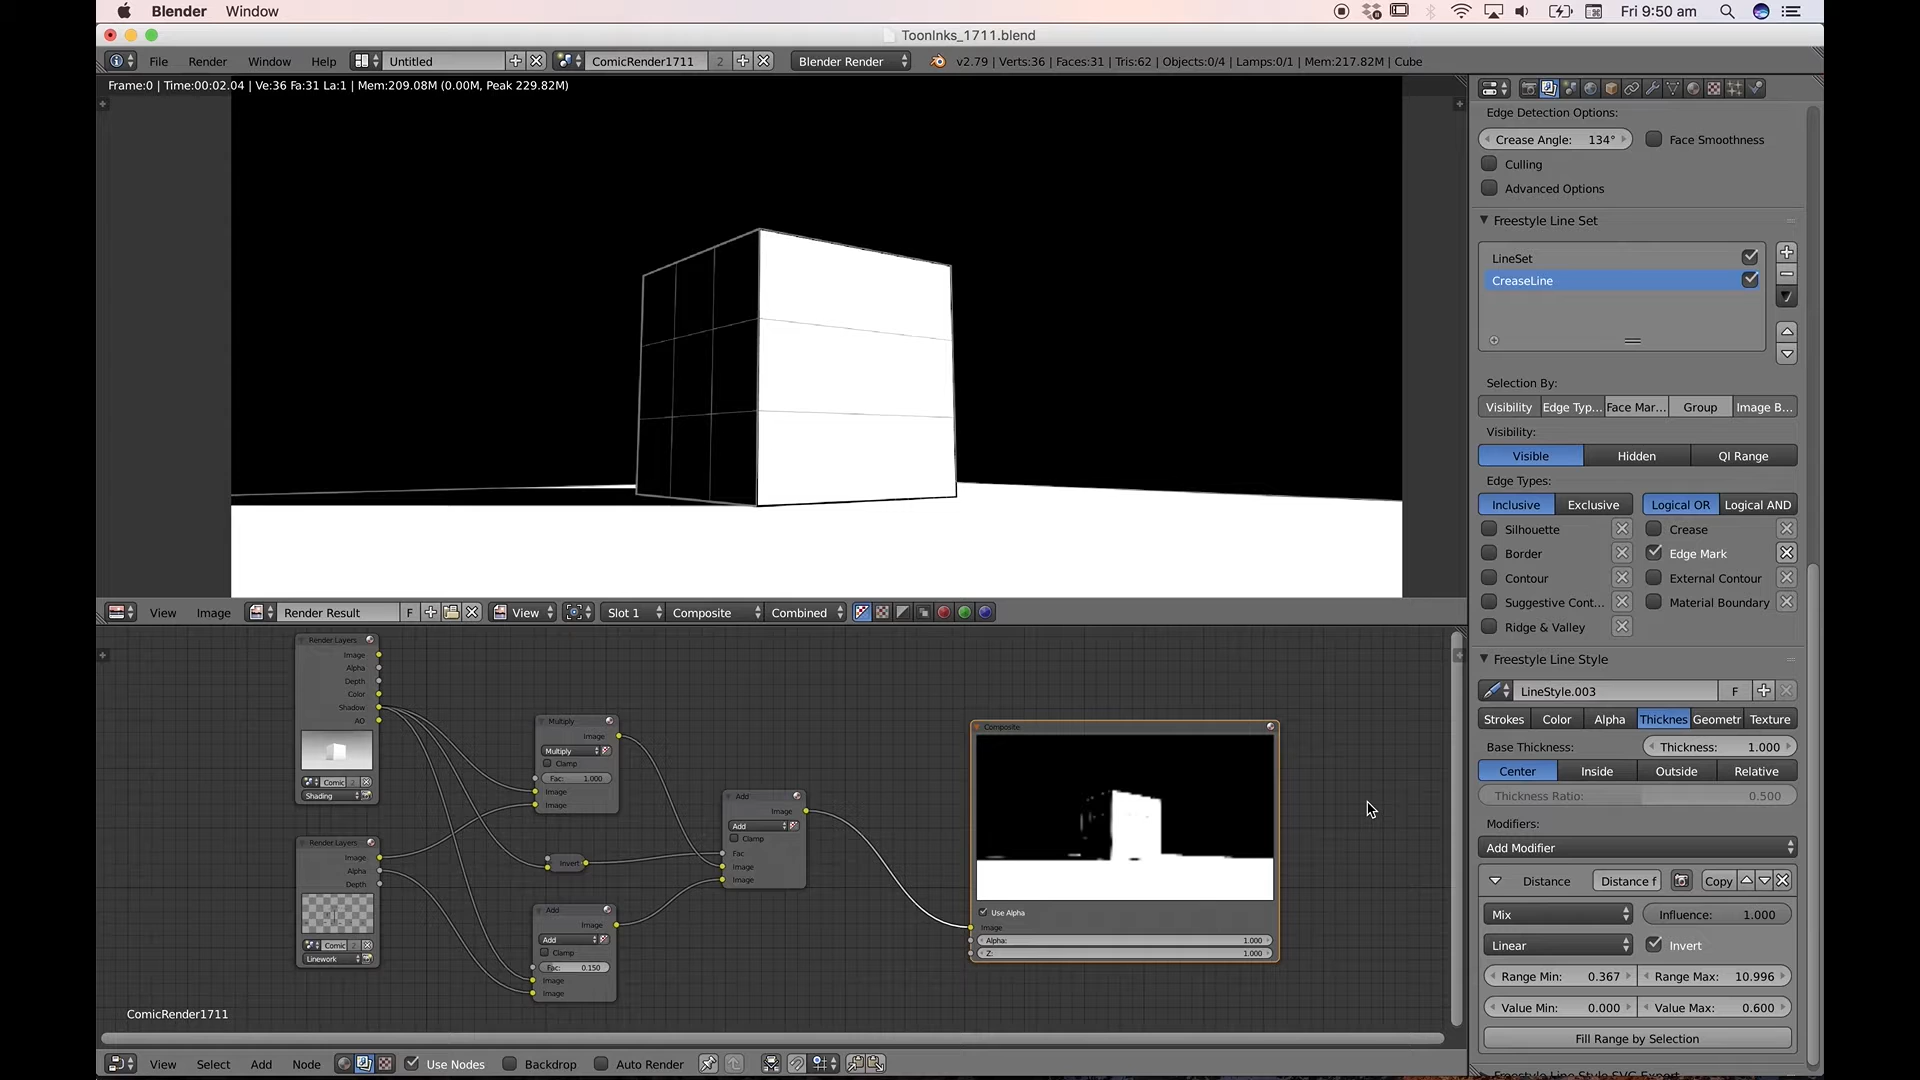 Blender Window Fri 9:50 am
ToonInks_1711.blend
File Render Window Help Untitled ComicRender1711 2 Blender Render v2.79 | Verts:36 | Faces:31 | Tris:62 | Objects:0/4 | Lamps:0/1 | Mem:217.82M | Cube
Frame:0 | Time:00:02.04 | Ve:36 Fa:31 La:1 | Mem:209.08M (0.00M, Peak 229.82M)
Edge Detection Options:
Crease Angle: 134° Face Smoothness
Culling
Advanced Options
Freestyle Line Set
LineSet
CreaseLine
Selection By:
Visibility Edge Typ... Face Mar... Group Image B...
Visibility:
Visible Hidden QI Range
Edge Types:
Inclusive Exclusive Logical OR Logical AND
Silhouette Crease
Border Edge Mark
Contour External Contour
Suggestive Cont... Material Boundary
Ridge & Valley
Freestyle Line Style
LineStyle.003 F
Strokes Color Alpha Thicknes Geometr Texture
Base Thickness: Thickness: 1.000
Center Inside Outside Relative
Thickness Ratio: 0.500
Modifiers:
Add Modifier
Distance Distance f Copy
Mix Influence: 1.000
Linear Invert
Range Min: 0.367 Range Max: 10.996
Value Min: 0.000 Value Max: 0.600
Fill Range by Selection
Freestyle Line Style SVG Export
View Image Render Result F View Slot 1 Composite Combined
Render Layers
Image
Alpha
Depth
Color
Shadow
AO
Comic 2
Shading
Render Layers
Image
Alpha
Depth
Comic 2
Linework
Multiply
Image
Multiply
Clamp
Fac: 1.000
Image
Image
Invert
Add
Image
Add
Clamp
Fac: 0.150
Image
Image
Add
Image
Add
Clamp
Fac
Image
Image
Composite
Use Alpha
Image
Alpha: 1.000
Z: 1.000
ComicRender1711
View Select Add Node Use Nodes Backdrop Auto Render